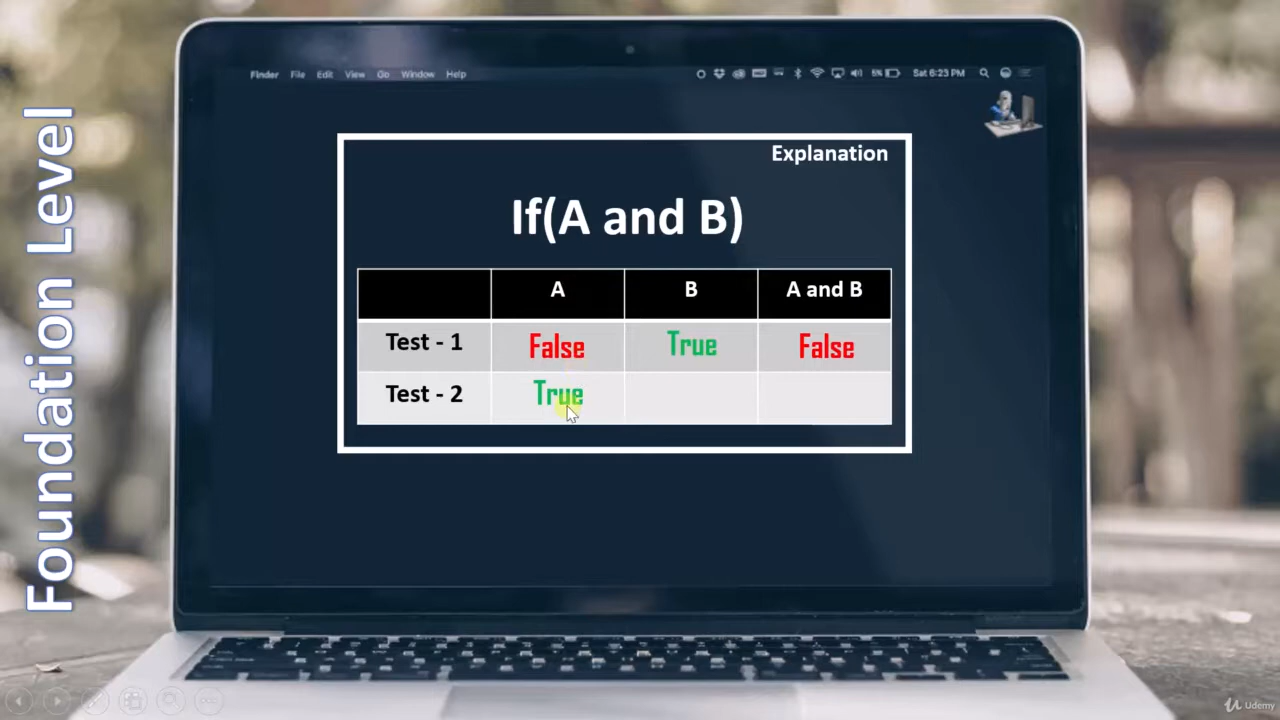 Foundation Level
Finder File Edit View Go Window Help
5% Sat 6:23 PM
Explanation
If(A and B)
A B A and B
Test - 1 False True False
Test - 2 True
Udemy